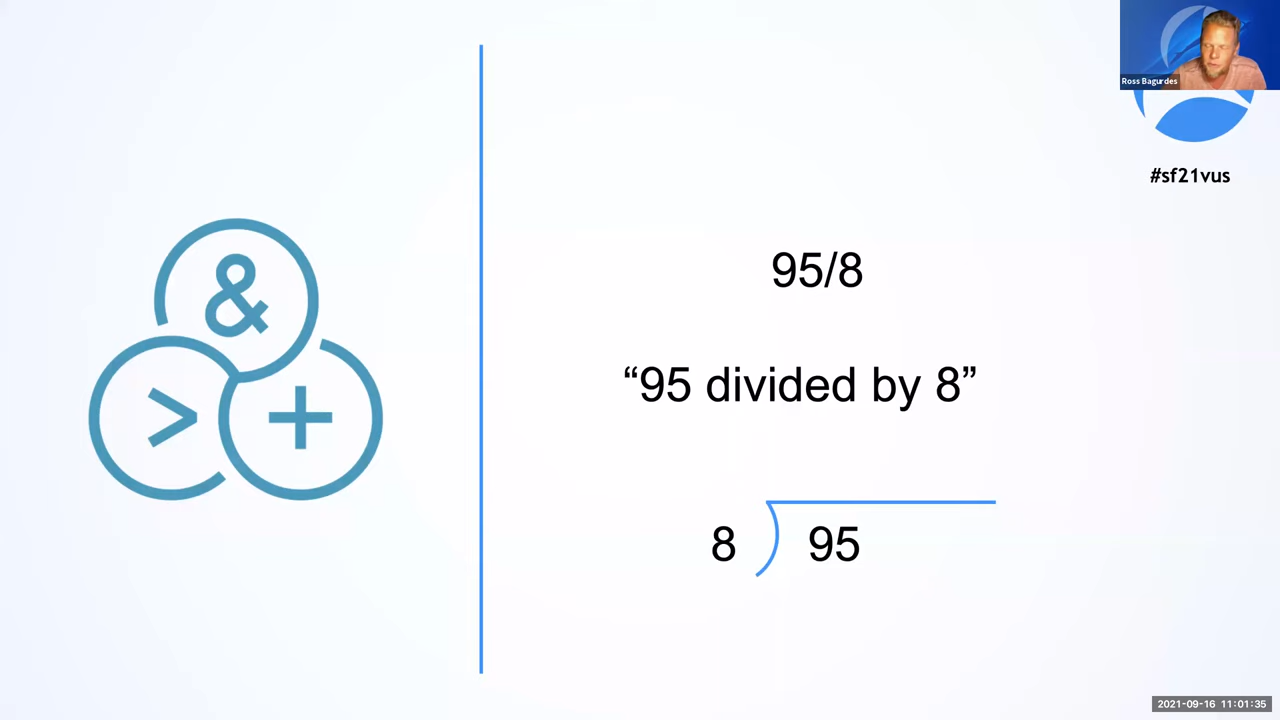 Ross Bagurdes
#sf21vus
&
> +
95/8
“95 divided by 8”
8 95
2021-09-16 11:01:35